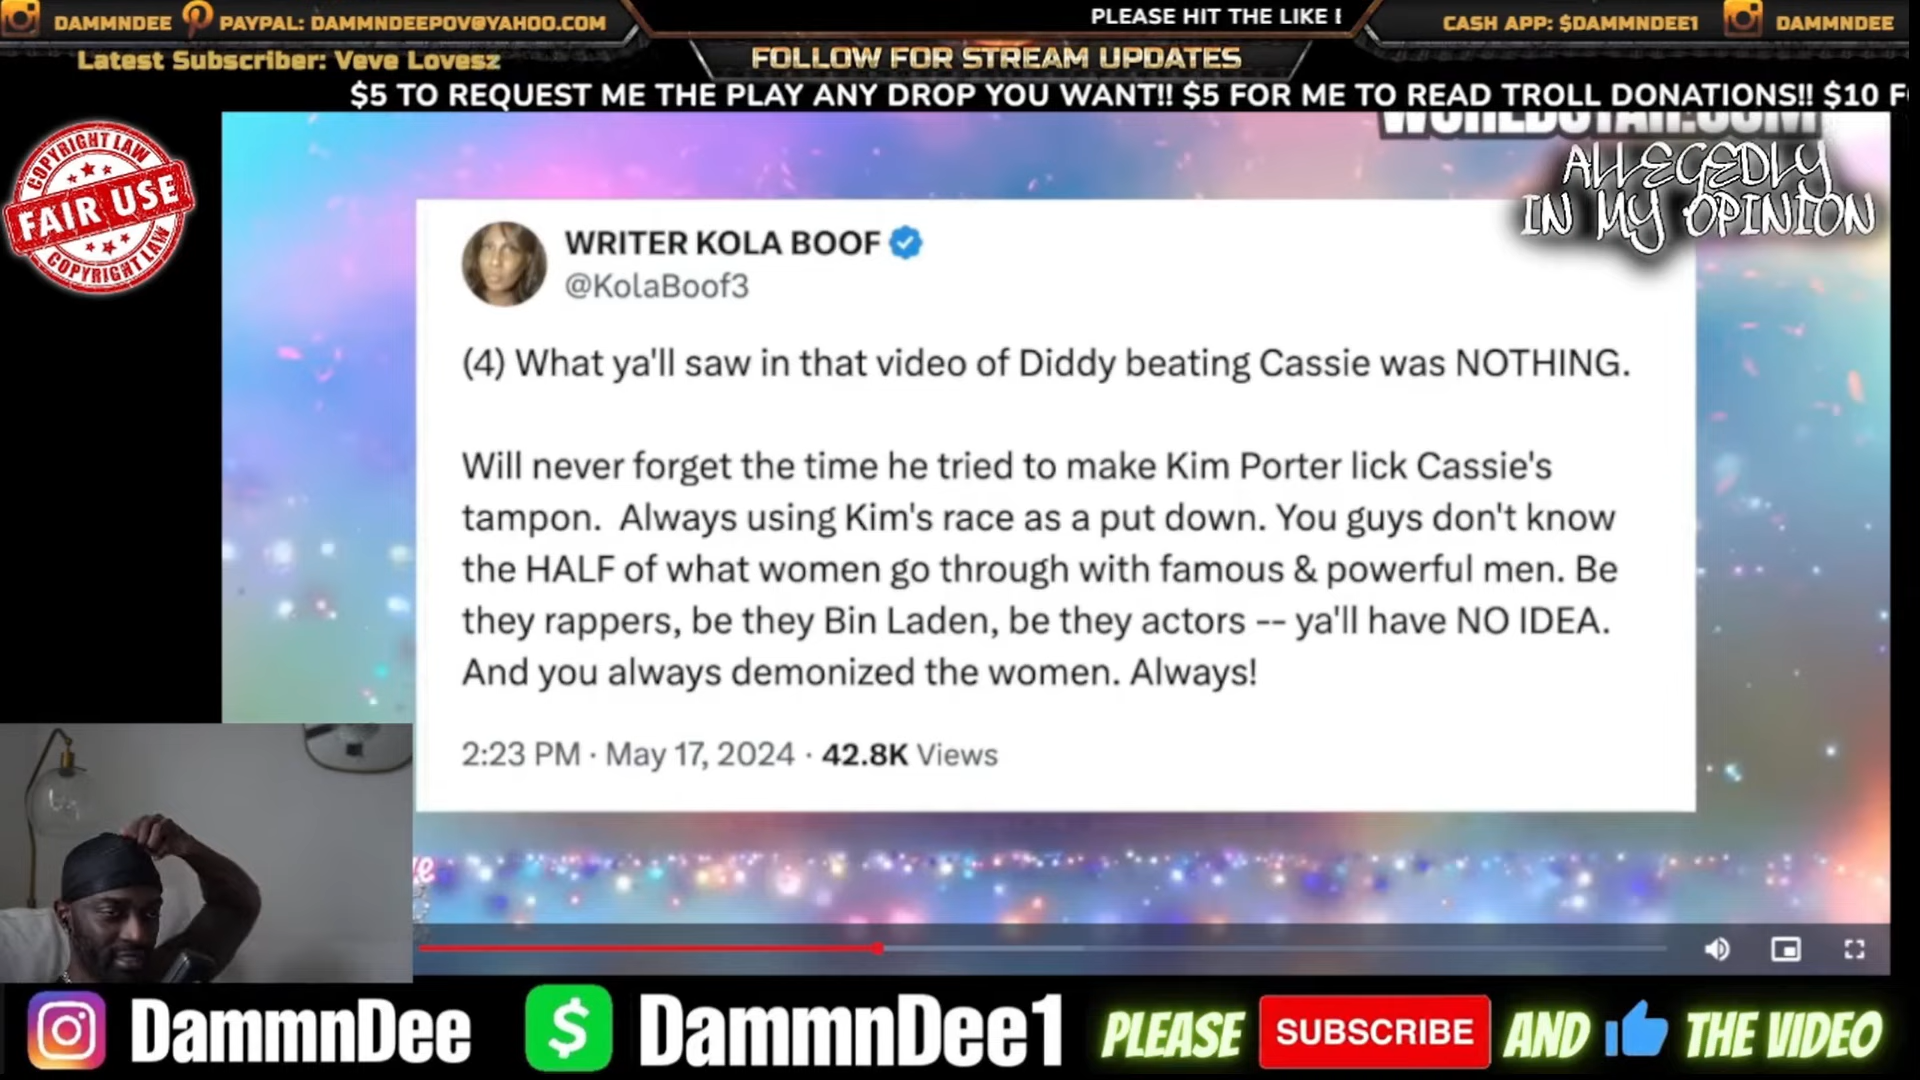 DAMMNDEE
PAYPAL: DAMMNDEEPOV@YAHOO.COM
PLEASE HIT THE LIKE
CASH APP: $DAMMNDEE1
DAMMNDEE
Latest Subscriber: Veve Lovesz
FOLLOW FOR STREAM UPDATES
$5 TO REQUEST ME THE PLAY ANY DROP YOU WANT!! $5 FOR ME TO READ TROLL DONATIONS!! $10 F
COPYRIGHT LAW
FAIR USE
COPYRIGHT LAW
ALLEGEDLY
IN MY OPINION
WRITER KOLA BOOF
@KolaBoof3
(4) What ya'll saw in that video of Diddy beating Cassie was NOTHING.
Will never forget the time he tried to make Kim Porter lick Cassie's
tampon. Always using Kim's race as a put down. You guys don't know
the HALF of what women go through with famous & powerful men. Be
they rappers, be they Bin Laden, be they actors -- ya'll have NO IDEA.
And you always demonized the women. Always!
2:23 PM · May 17, 2024 · 42.8K Views
DammnDee
$
DammnDee1
PLEASE
SUBSCRIBE
AND
THE VIDEO